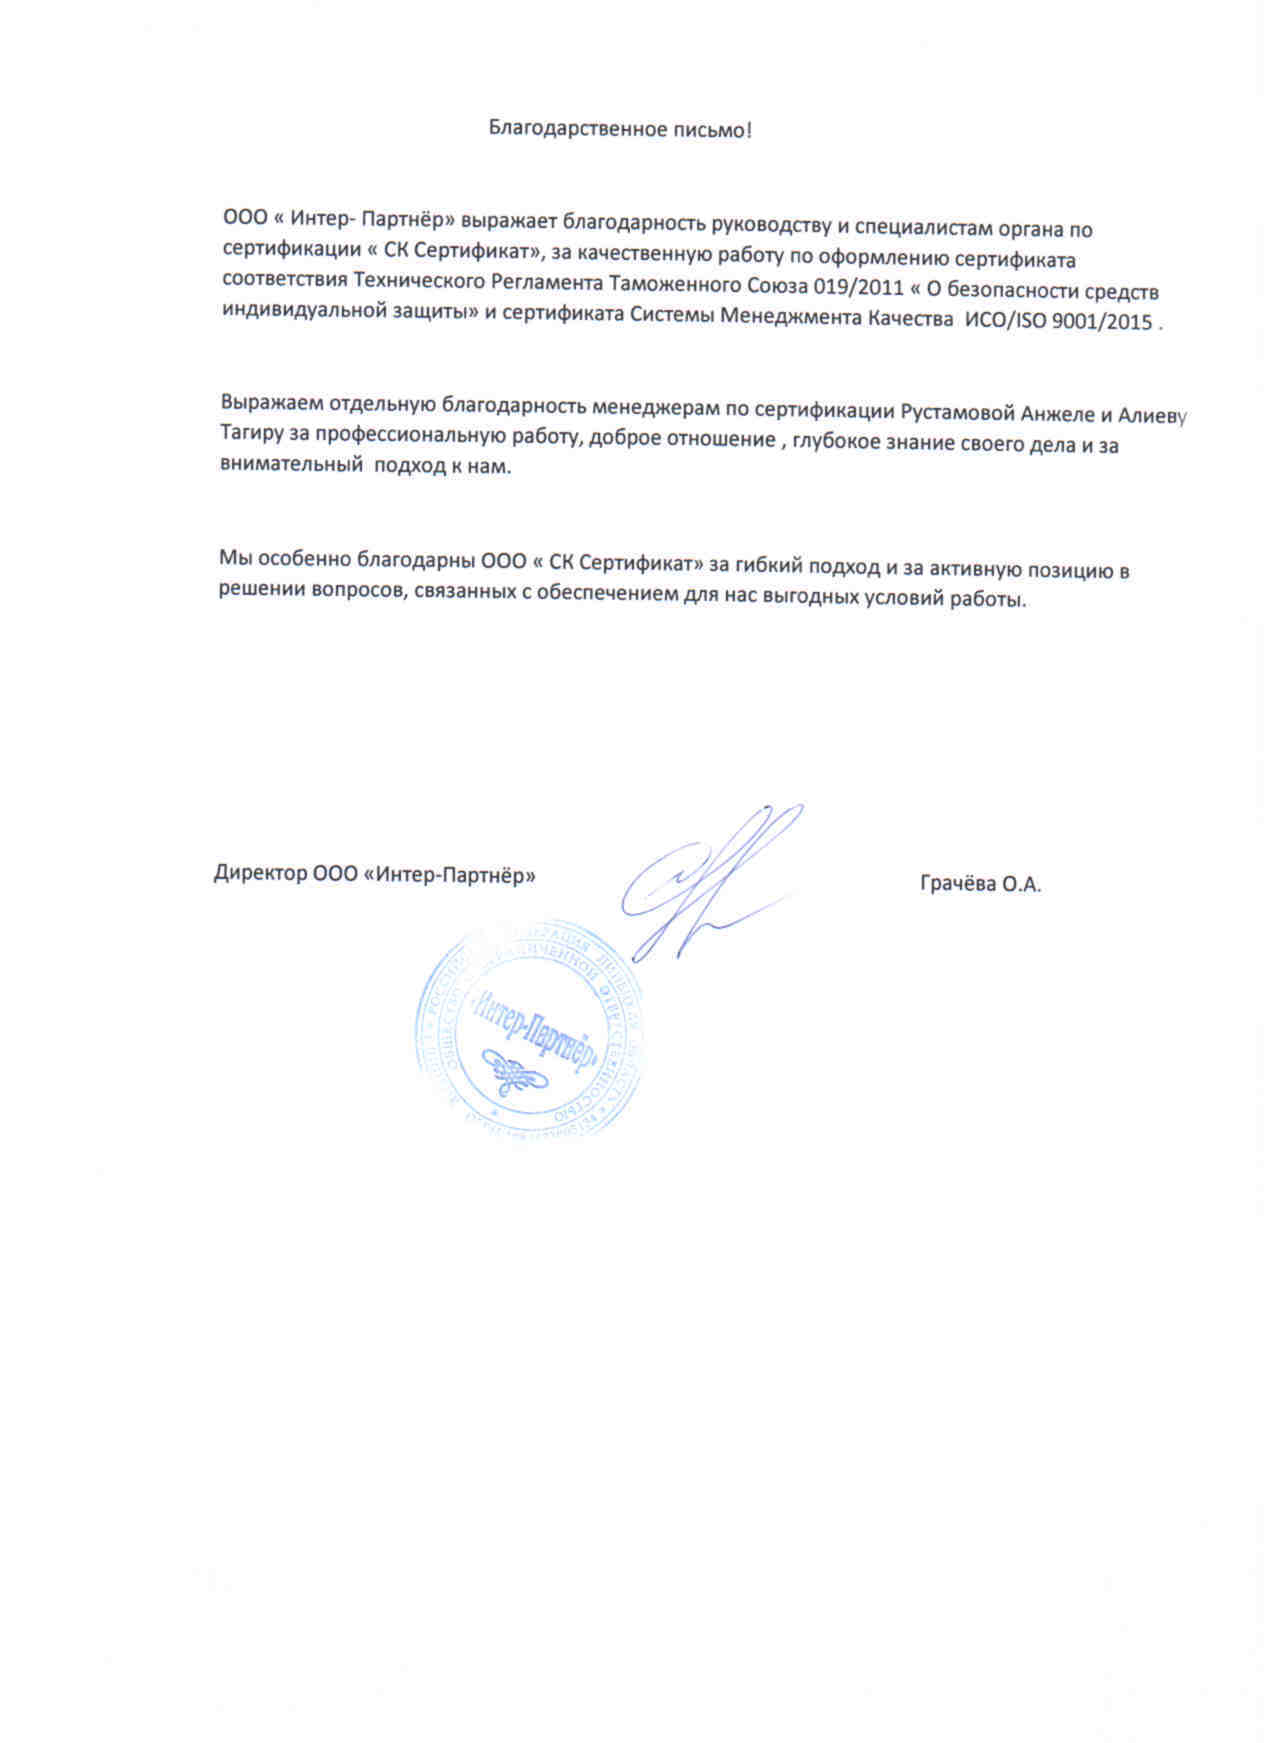 Благодарственное письмо!
ООО « Интер- Партнёр» выражает благодарность руководству и специалистам органа по
сертификации « СК Сертификат», за качественную работу по оформлению сертификата
соответствия Технического Регламента Таможенного Союза 019/2011 « О безопасности средств
индивидуальной защиты» и сертификата Системы Менеджмента Качества  ИСО/ISO 9001/2015 .
Выражаем отдельную благодарность менеджерам по сертификации Рустамовой Анжеле и Алиеву
Тагиру за профессиональную работу, доброе отношение , глубокое знание своего дела и за
внимательный  подход к нам.
Мы особенно благодарны ООО « СК Сертификат» за гибкий подход и за активную позицию в
решении вопросов, связанных с обеспечением для нас выгодных условий работы.
Директор ООО «Интер-Партнёр»
Грачёва О.А.
«Интер-Партнёр»
ОТВЕТСТВЕННОСТЬЮ